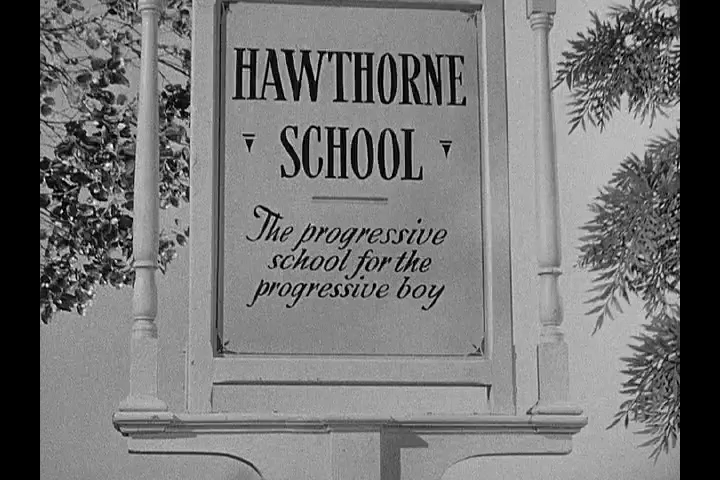 HAWTHORNE
SCHOOL
The progressive
school for the
progressive boy